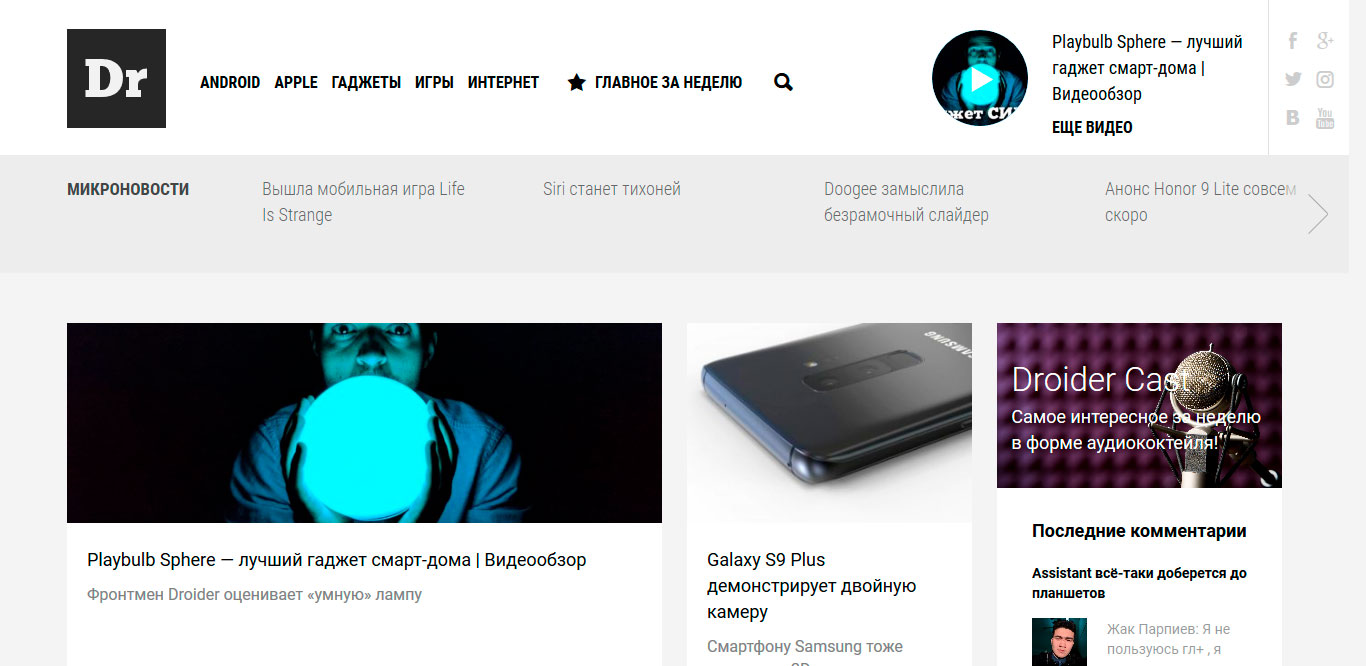 Dr
ANDROID APPLE ГАДЖЕТЫ ИГРЫ ИНТЕРНЕТ ГЛАВНОЕ ЗА НЕДЕЛЮ
Playbulb Sphere — лучший
гаджет смарт-дома |
Видеообзор
ЕЩЕ ВИДЕО
You
Tube
МИКРОНОВОСТИ
Вышла мобильная игра Life
Is Strange
Siri станет тихоней
Doogee замыслила
безрамочный слайдер
Анонс Honor 9 Lite совсем
скоро
SAMSUNG
Playbulb Sphere — лучший гаджет смарт-дома | Видеообзор
Фронтмен Droider оценивает «умную» лампу
Galaxy S9 Plus
демонстрирует двойную
камеру
Смартфону Samsung тоже
Droider Cast
Самое интересное за неделю
в форме аудиококтейля!
Последние комментарии
Assistant всё-таки доберется до
планшетов
Жак Парпиев: Я не
пользуюсь гл+ , я